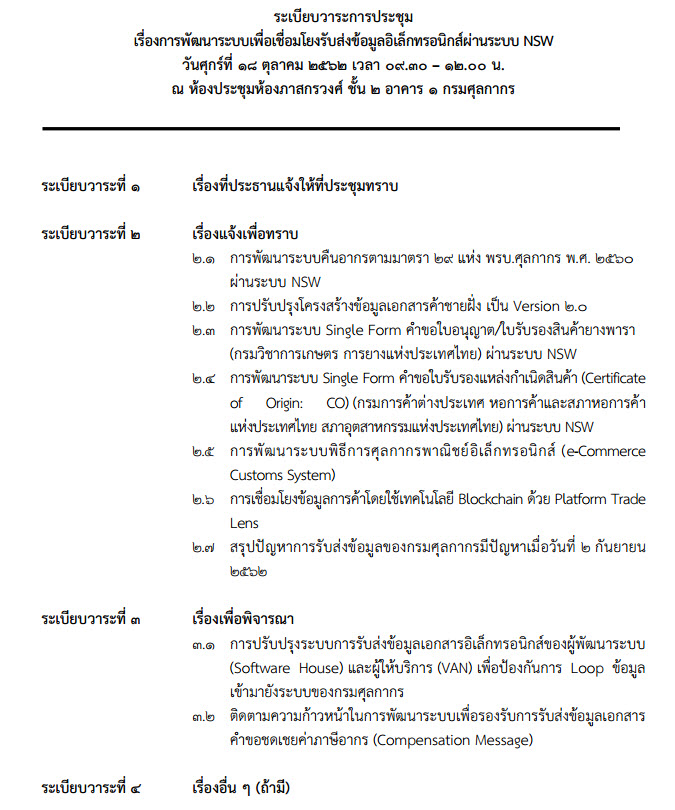 ระเบียบวาระการประชุม
เรื่องการพัฒนาระบบเพื่อเชื่อมโยงรับส่งข้อมูลอิเล็กทรอนิกส์ผ่านระบบ NSW
วันศุกร์ที่ ๑๘ ตุลาคม ๒๕๖๒ เวลา ๐๙.๓๐ – ๑๒.๐๐ น.
ณ ห้องประชุมห้องภาสกรวงศ์ ชั้น ๒ อาคาร ๑ กรมศุลกากร
ระเบียบวาระที่ ๑ เรื่องที่ประธานแจ้งให้ที่ประชุมทราบ
ระเบียบวาระที่ ๒ เรื่องแจ้งเพื่อทราบ
๒.๑ การพัฒนาระบบคืนอากรตามมาตรา ๒๙ แห่ง พรบ.ศุลกากร พ.ศ. ๒๕๖๐
ผ่านระบบ NSW
๒.๒ การปรับปรุงโครงสร้างข้อมูลเอกสารค้าชายฝั่ง เป็น Version ๒.๐
๒.๓ การพัฒนาระบบ Single Form คำขอใบอนุญาต/ใบรับรองสินค้ายางพารา
(กรมวิชาการเกษตร การยางแห่งประเทศไทย) ผ่านระบบ NSW
๒.๔ การพัฒนาระบบ Single Form คำขอใบรับรองแหล่งกำเนิดสินค้า (Certificate
of Origin: CO) (กรมการค้าต่างประเทศ หอการค้าและสภาหอการค้า
แห่งประเทศไทย สภาอุตสาหกรรมแห่งประเทศไทย) ผ่านระบบ NSW
๒.๕ การพัฒนาระบบพิธีการศุลกากรพาณิชย์อิเล็กทรอนิกส์ (e-Commerce
Customs System)
๒.๖ การเชื่อมโยงข้อมูลการค้าโดยใช้เทคโนโลยี Blockchain ด้วย Platform Trade
Lens
๒.๗ สรุปปัญหาการรับส่งข้อมูลของกรมศุลกากรมีปัญหาเมื่อวันที่ ๒ กันยายน
๒๕๖๒
ระเบียบวาระที่ ๓ เรื่องเพื่อพิจารณา
๓.๑ การปรับปรุงระบบการรับส่งข้อมูลเอกสารอิเล็กทรอนิกส์ของผู้พัฒนาระบบ
(Software House) และผู้ให้บริการ (VAN) เพื่อป้องกันการ Loop ข้อมูล
เข้ามายังระบบของกรมศุลกากร
๓.๒ ติดตามความก้าวหน้าในการพัฒนาระบบเพื่อรองรับการรับส่งข้อมูลเอกสาร
คำขอชดเชยค่าภาษีอากร (Compensation Message)
ระเบียบวาระที่ ๔ เรื่องอื่น ๆ (ถ้ามี)